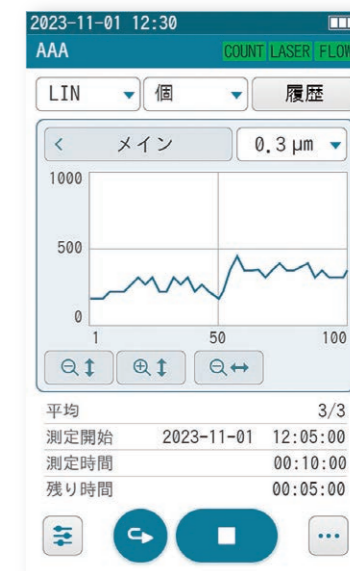 2023-11-01 12:30
AAA COUNT LASER FLOW
LIN 個 履歴
< メイン 0.3 μm
1000
500
0
1 50 100
平均 3/3
測定開始 2023-11-01 12:05:00
測定時間 00:10:00
残り時間 00:05:00